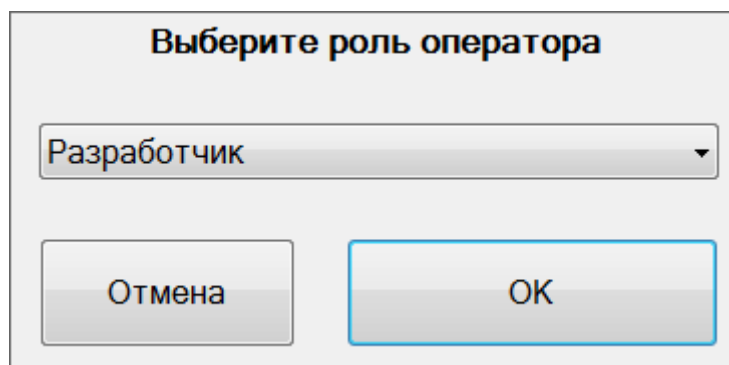 Выберите роль оператора
Разработчик
Отмена
OK